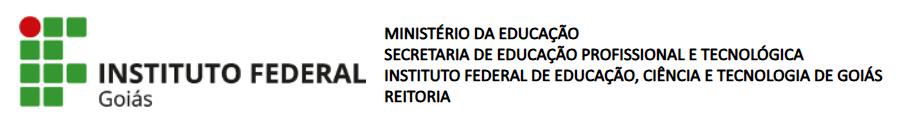 INSTITUTO FEDERAL
Goiás
MINISTÉRIO DA EDUCAÇÃO
SECRETARIA DE EDUCAÇÃO PROFISSIONAL E TECNOLÓGICA
INSTITUTO FEDERAL DE EDUCAÇÃO, CIÊNCIA E TECNOLOGIA DE GOIÁS
REITORIA